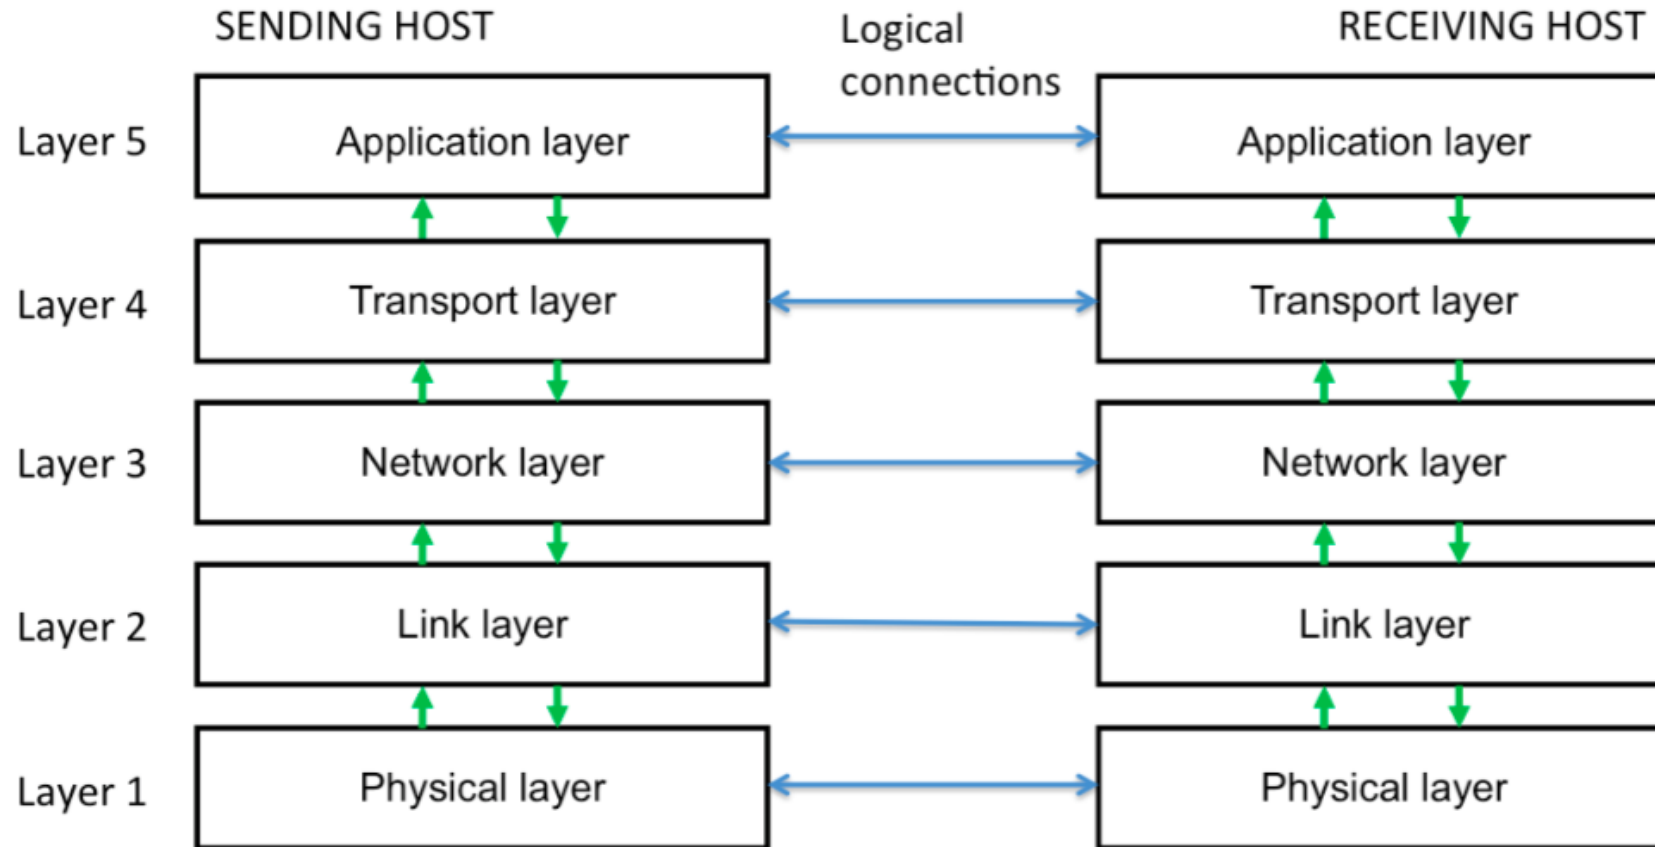 SENDING HOST
Logical
connections
RECEIVING HOST
Layer 5
Application layer
Application layer
Layer 4
Transport layer
Transport layer
Layer 3
Network layer
Network layer
Layer 2
Link layer
Link layer
Layer 1
Physical layer
Physical layer